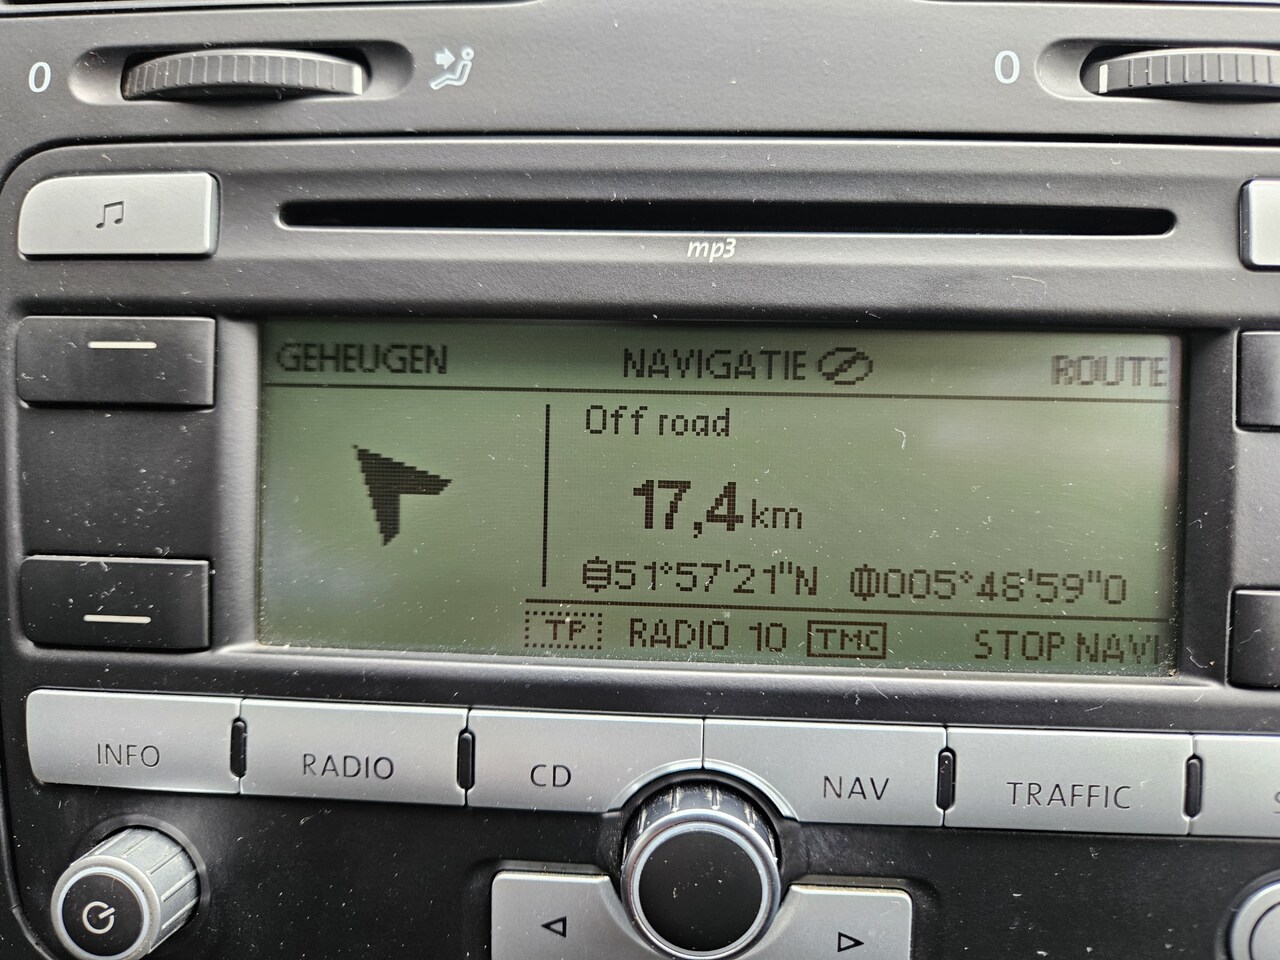 0 0
mp3
GEHEUGEN NAVIGATIE ROUTE
Off road
17,4 km
51°57'21"N 005°48'59"O
TP RADIO 10 TMC STOP NAVI
INFO RADIO CD NAV TRAFFIC